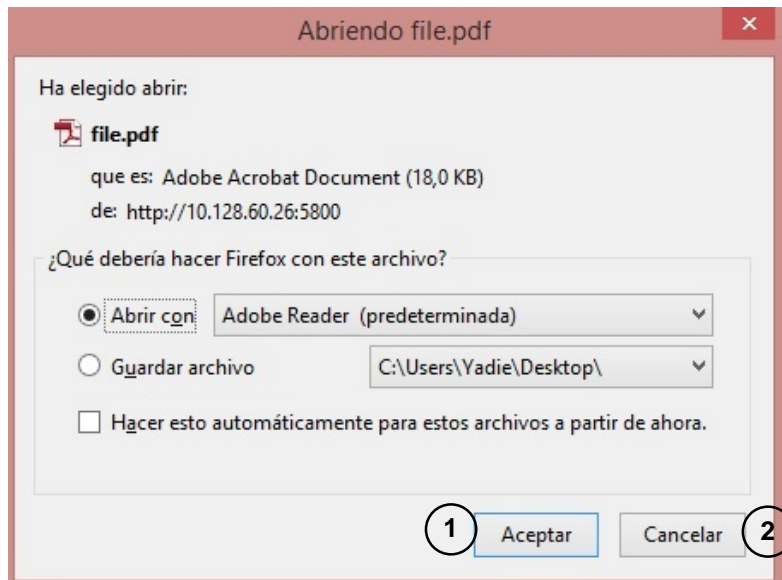 Abriendo file.pdf
×
Ha elegido abrir:
file.pdf
que es: Adobe Acrobat Document (18,0 KB)
de: http://10.128.60.26:5800
¿Qué debería hacer Firefox con este archivo?
Abrir con Adobe Reader (predeterminada)
Guardar archivo C:\Users\Yadie\Desktop\
Hacer esto automáticamente para estos archivos a partir de ahora.
1 Aceptar Cancelar 2